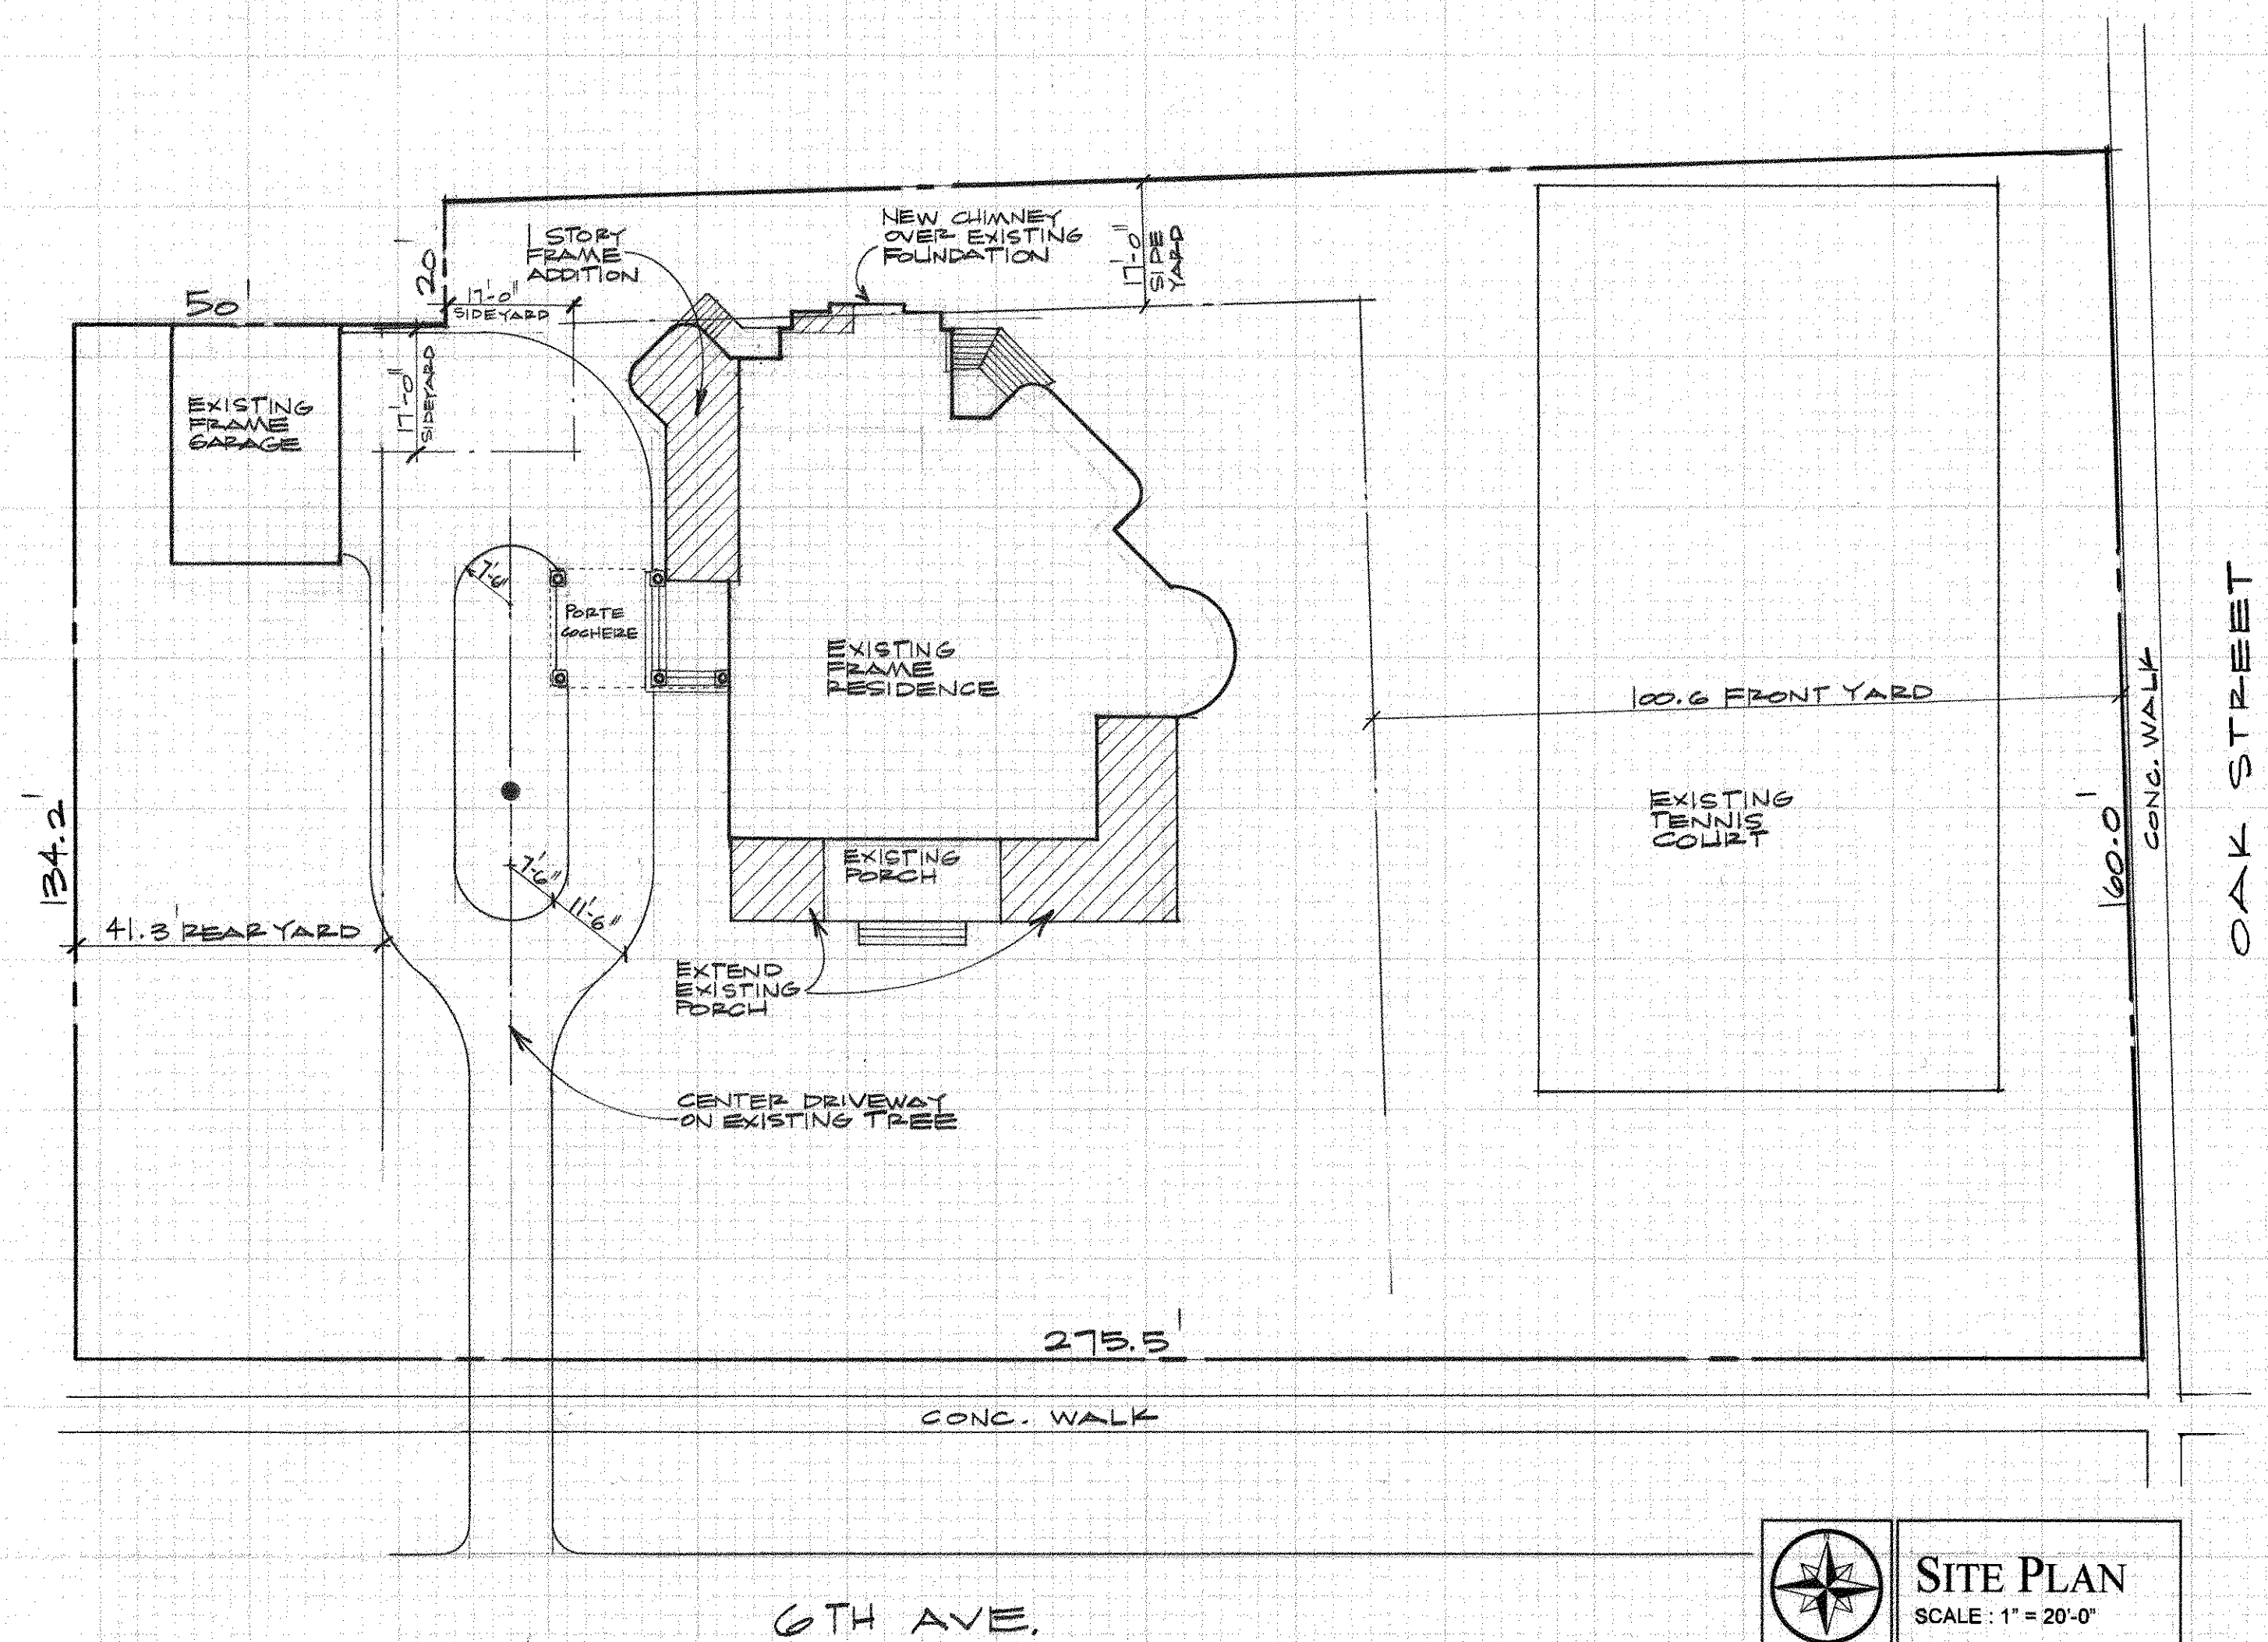 20'
50'
1 STORY
FRAME
ADDITION
NEW CHIMNEY
OVER EXISTING
FOUNDATION
17'-0"
SIDE
YARD
17'-0"
SIDEYARD
17'-0"
SIDEYARD
EXISTING
FRAME
GARAGE
7'-6"
PORTE
COCHERE
EXISTING
FRAME
RESIDENCE
100.6 FRONT YARD
EXISTING
TENNIS
COURT
160.0'
CONC. WALK
OAK STREET
134.2'
41.3' REAR YARD
7'-6"
11'-6"
EXISTING
PORCH
EXTEND
EXISTING
PORCH
CENTER DRIVEWAY
ON EXISTING TREE
275.5'
CONC. WALK
6TH AVE.
SITE PLAN
SCALE : 1" = 20'-0"